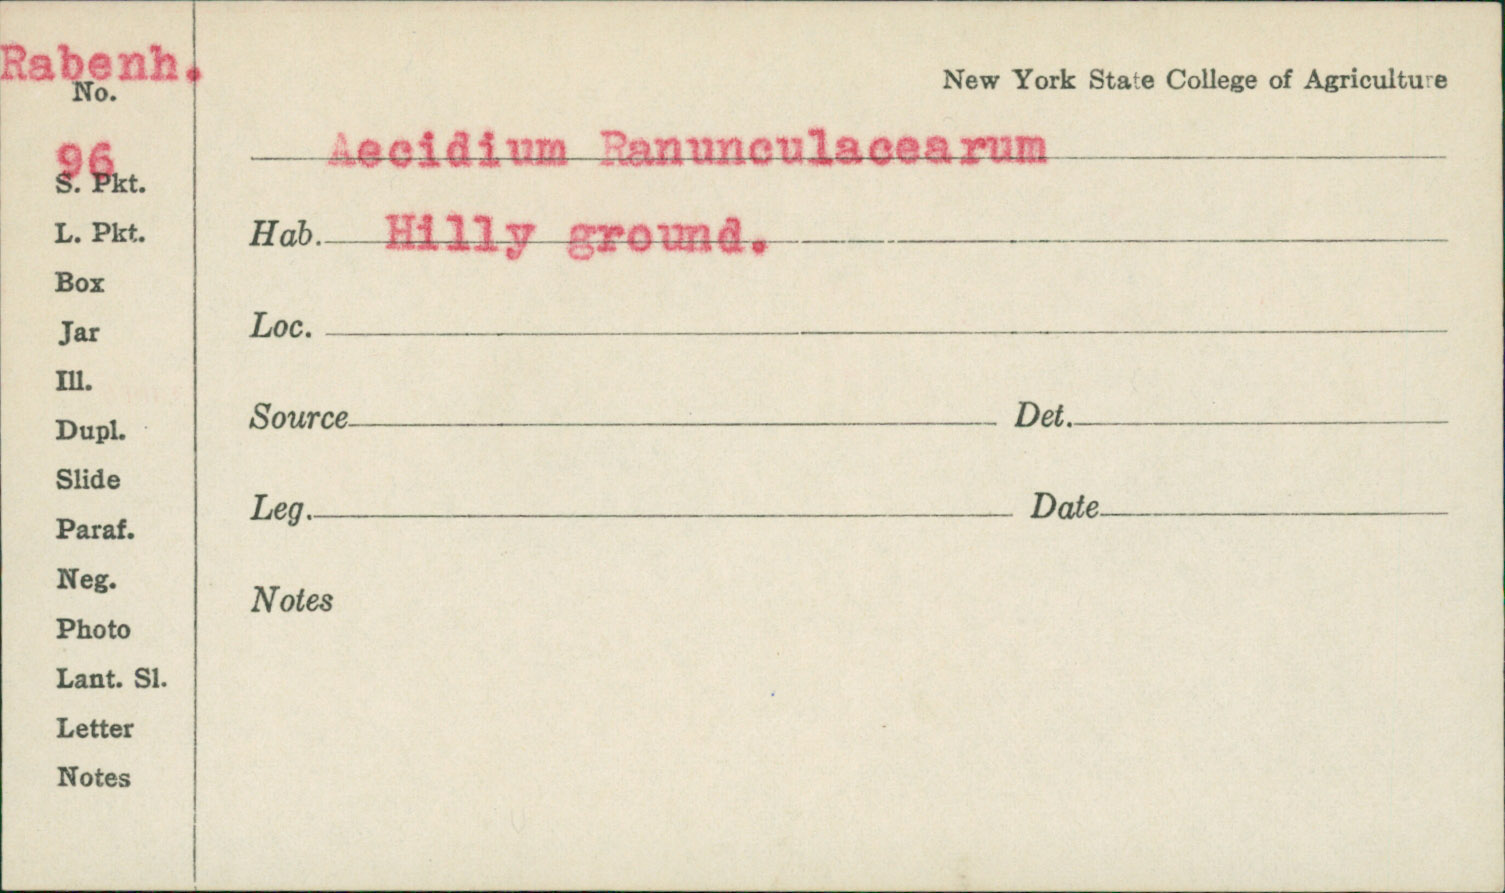 Rabenh.
No.
96
S. Pkt.
L. Pkt.
Box
Jar
Ill.
Dupl.
Slide
Paraf.
Neg.
Photo
Lant. Sl.
Letter
Notes
New York State College of Agriculture
Aecidium Ranunculacearum
Hab. Hilly ground.
Loc.
Source Det.
Leg. Date
Notes